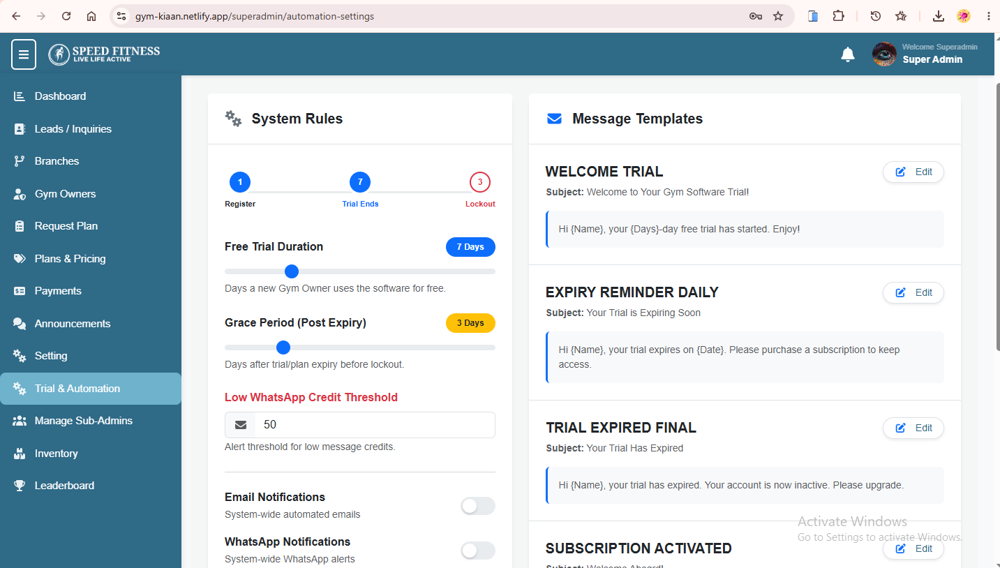 gym-kiaan.netlify.app/superadmin/automation-settings
SPEED FITNESS
LIVE LIFE ACTIVE
Welcome Superadmin
Super Admin
Dashboard
Leads / Inquiries
Branches
Gym Owners
Request Plan
Plans & Pricing
Payments
Announcements
Setting
Trial & Automation
Manage Sub-Admins
Inventory
Leaderboard
System Rules
1
7
3
Register
Trial Ends
Lockout
Free Trial Duration
7 Days
Days a new Gym Owner uses the software for free.
Grace Period (Post Expiry)
3 Days
Days after trial/plan expiry before lockout.
Low WhatsApp Credit Threshold
50
Alert threshold for low message credits.
Email Notifications
System-wide automated emails
WhatsApp Notifications
System-wide WhatsApp alerts
Message Templates
WELCOME TRIAL
Edit
Subject: Welcome to Your Gym Software Trial!
Hi {Name}, your {Days}-day free trial has started. Enjoy!
EXPIRY REMINDER DAILY
Edit
Subject: Your Trial is Expiring Soon
Hi {Name}, your trial expires on {Date}. Please purchase a subscription to keep
access.
TRIAL EXPIRED FINAL
Edit
Subject: Your Trial Has Expired
Hi {Name}, your trial has expired. Your account is now inactive. Please upgrade.
SUBSCRIPTION ACTIVATED
Edit
Subject: Welcome Aboard!
Activate Windows
Go to Settings to activate Windows.